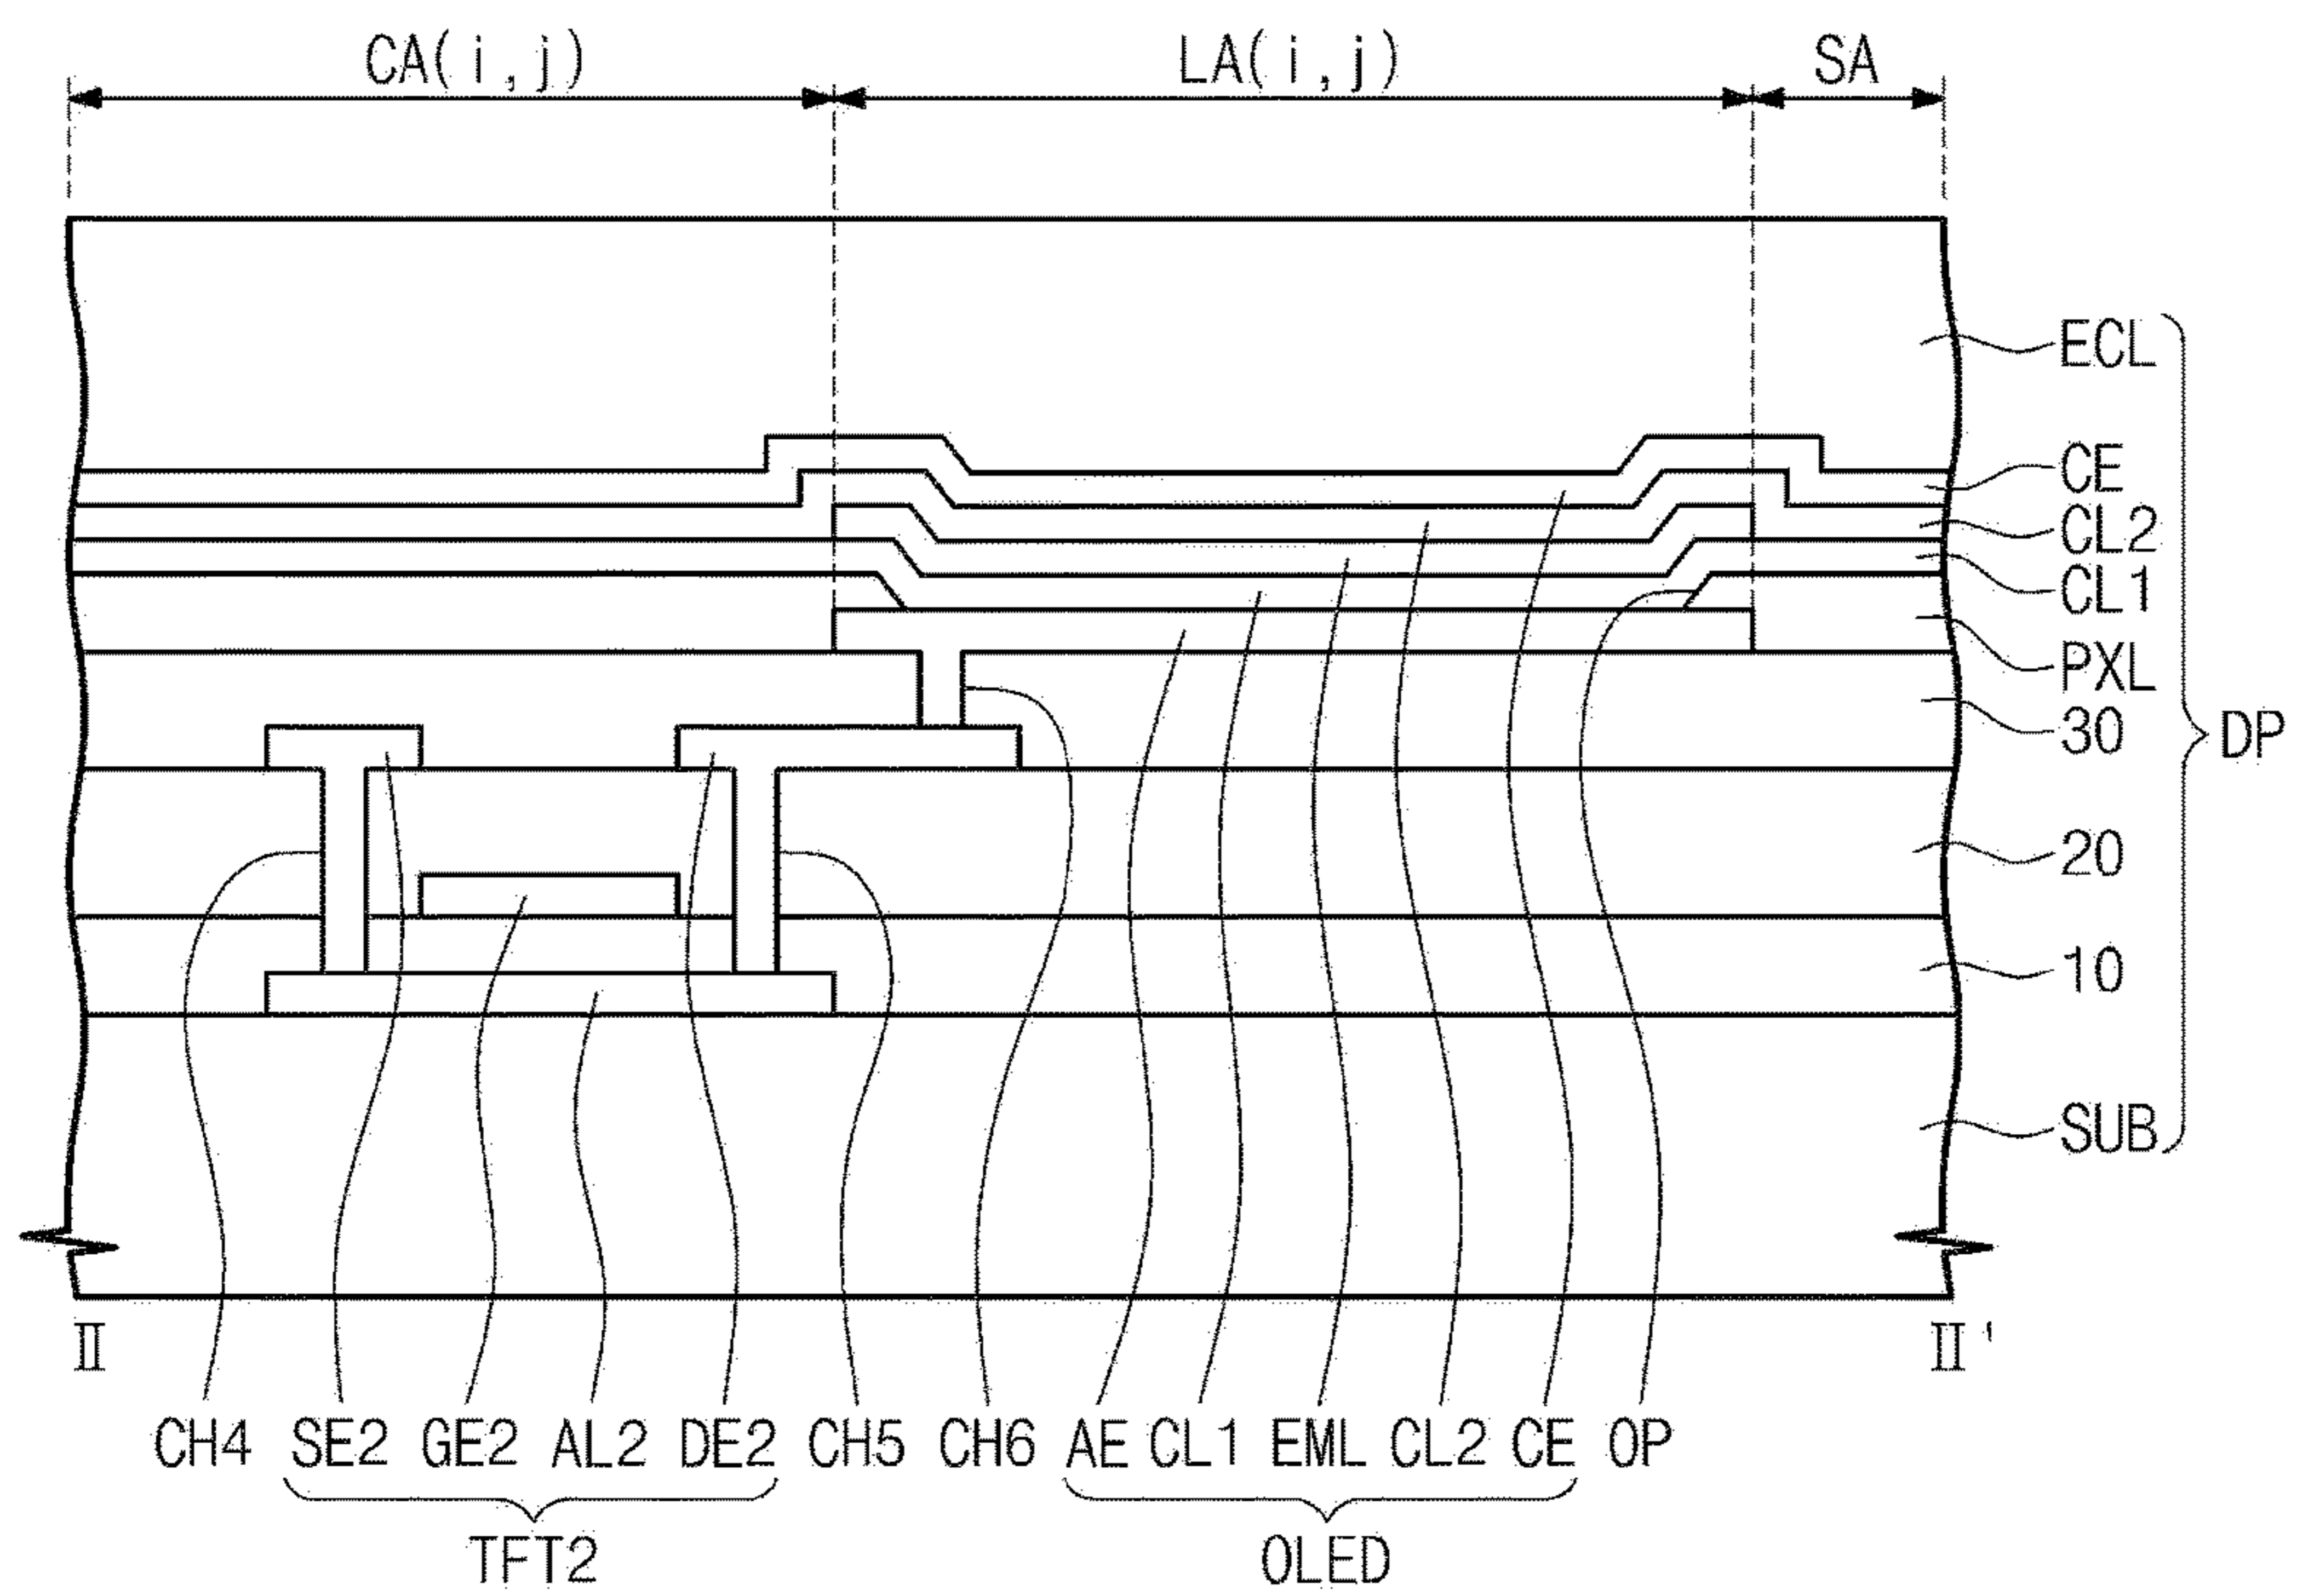 CA(i,j) LA(i,j) SA
ECL
CE
CL2
CL1
PXL
30
DP
20
10
SUB
II II'
CH4 SE2 GE2 AL2 DE2 CH5 CH6 AE CL1 EML CL2 CE OP
TFT2 OLED